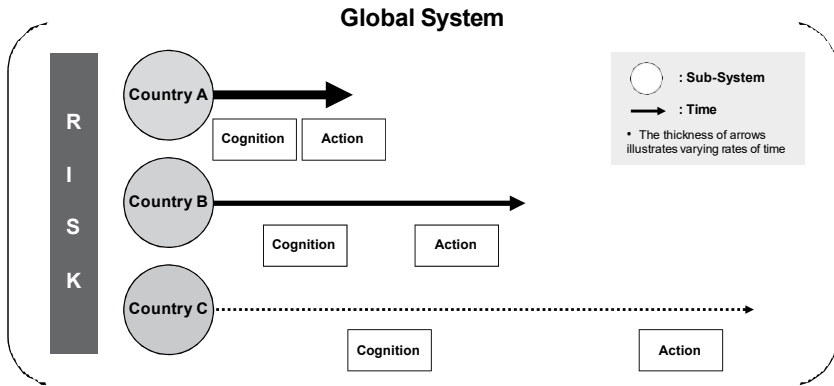 Global System
R
I
S
K
Country A
Cognition
Action
Country B
Cognition
Action
Country C
Cognition
Action
: Sub-System
: Time
• The thickness of arrows
illustrates varying rates of time